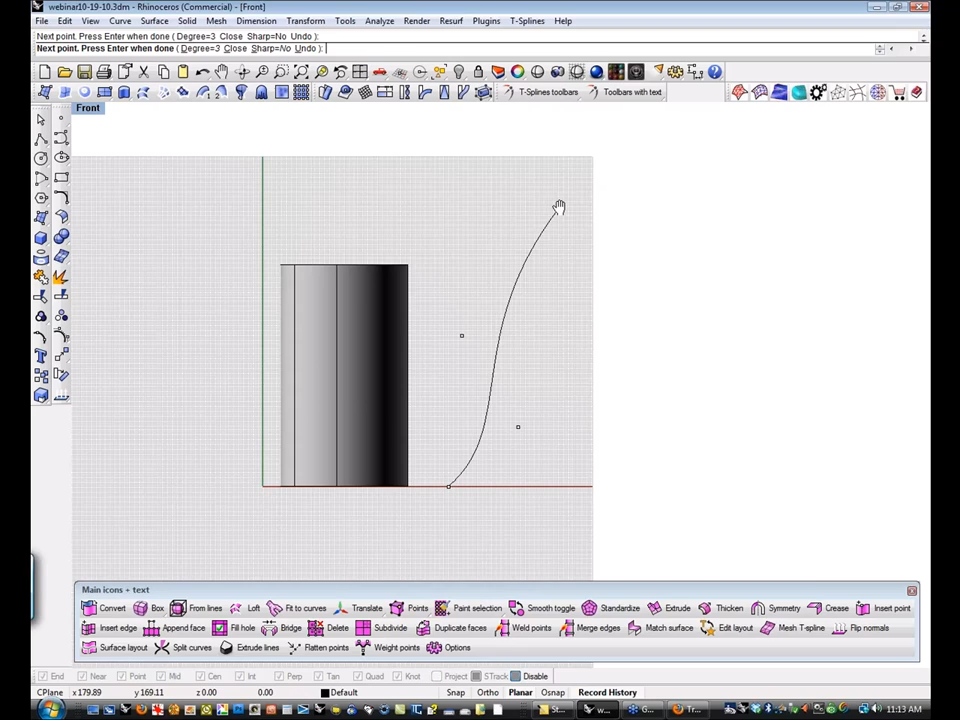 webinar10-19-10.3dm - Rhinoceros (Commercial) - [Front]
File Edit View Curve Surface Solid Mesh Dimension Transform Tools Analyze Render Resurf Plugins T-Splines Help
Next point. Press Enter when done ( Degree=3 Close Sharp=No Undo ):
Next point. Press Enter when done ( Degree=3 Close Sharp=No Undo ):
T-Splines toolbars Toolbars with text
Front
Main icons + text
Convert Box From lines Loft Fit to curves Translate Points Paint selection Smooth toggle Standardize Extrude Thicken Symmetry Crease Insert point
Insert edge Append face Fill hole Bridge Delete Subdivide Duplicate faces Weld points Merge edges Match surface Edit layout Mesh T-spline Flip normals
Surface layout Split curves Extrude lines Flatten points Weight points Options
End Near Point Mid Cen Int Perp Tan Quad Knot Project STrack Disable
CPlane x 179.89 y 169.11 z 0.00 0.00 Default Snap Ortho Planar Osnap Record History
St... w... G... Tr... 11:13 AM